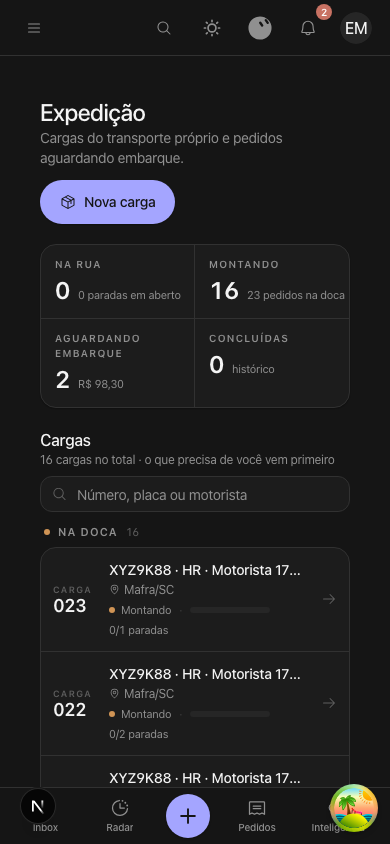 2
EM
Expedição
Cargas do transporte próprio e pedidos
aguardando embarque.
Nova carga
NA RUA
0 0 paradas em aberto
MONTANDO
16 23 pedidos na doca
AGUARDANDO
EMBARQUE
2 R$ 98,30
CONCLUÍDAS
0 histórico
Cargas
16 cargas no total · o que precisa de você vem primeiro
Número, placa ou motorista
NA DOCA 16
CARGA
023
XYZ9K88 · HR · Motorista 17...
Mafra/SC
Montando ·
0/1 paradas
CARGA
022
XYZ9K88 · HR · Motorista 17...
Mafra/SC
Montando ·
0/2 paradas
XYZ9K88 · HR · Motorista 17...
N
Inbox
Radar
Pedidos